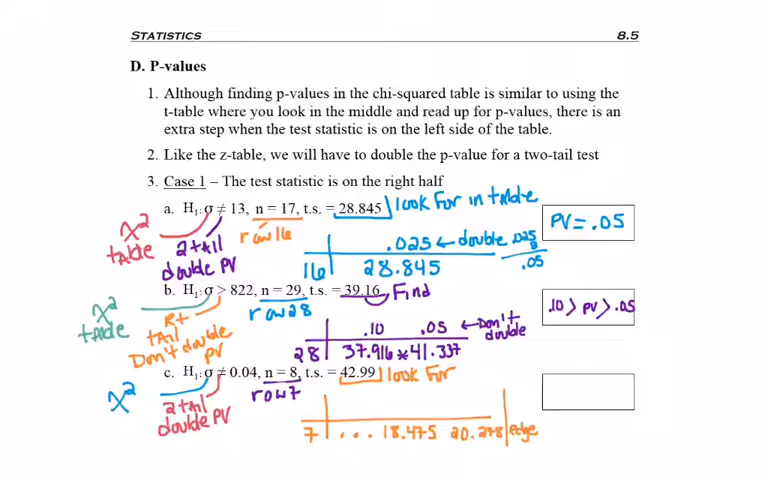 STATISTICS 8.5
D. P-values
1. Although finding p-values in the chi-squared table is similar to using the
t-table where you look in the middle and read up for p-values, there is an
extra step when the test statistic is on the left side of the table.
2. Like the z-table, we will have to double the p-value for a two-tail test
3. Case 1 – The test statistic is on the right half
a. H₁: σ ≠ 13, n = 17, t.s. = 28.845 look For in table
PV = .05
X² table
2 tail double PV
row 16
.025 ← double .025
2
.05
16 28.845
b. H₁: σ > 822, n = 29, t.s. = 39.16 Find
.10 > PV > .05
X² table
Rt tail Don't double PV
row 28
.10 .05 ← Don't double
28 37.916 * 41.337
c. H₁: σ ≠ 0.04, n = 8, t.s. = 42.99 look For
X²
2 tail double PV
row 7
7 ... 18.475 20.278 edge